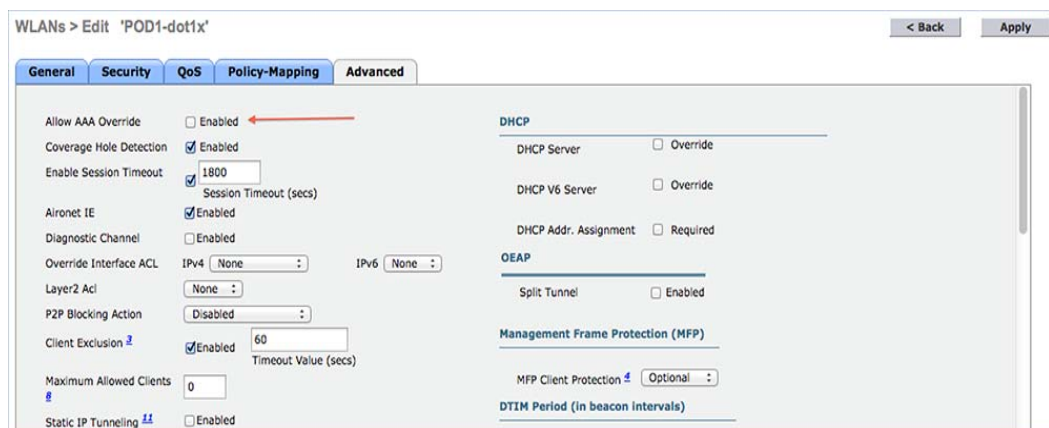 WLANs > Edit 'POD1-dot1x'
< Back
Apply
General
Security
QoS
Policy-Mapping
Advanced
Allow AAA Override
Enabled
Coverage Hole Detection
Enabled
Enable Session Timeout
1800
Session Timeout (secs)
Aironet IE
Enabled
Diagnostic Channel
Enabled
Override Interface ACL
IPv4 None
IPv6 None
Layer2 Acl
None
P2P Blocking Action
Disabled
Client Exclusion 3
Enabled
60
Timeout Value (secs)
Maximum Allowed Clients
8
0
Static IP Tunneling 11
Enabled
DHCP
DHCP Server
Override
DHCP V6 Server
Override
DHCP Addr. Assignment
Required
OEAP
Split Tunnel
Enabled
Management Frame Protection (MFP)
MFP Client Protection 4
Optional
DTIM Period (in beacon intervals)